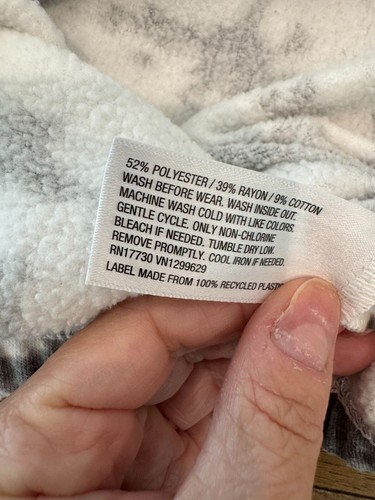 52% POLYESTER / 39% RAYON / 9% COTTON
WASH BEFORE WEAR. WASH INSIDE OUT.
MACHINE WASH COLD WITH LIKE COLORS
GENTLE CYCLE. ONLY NON-CHLORINE
BLEACH IF NEEDED. TUMBLE DRY LOW.
REMOVE PROMPTLY. COOL IRON IF NEEDED.
RN17730 VN1299629
LABEL MADE FROM 100% RECYCLED PLASTIC